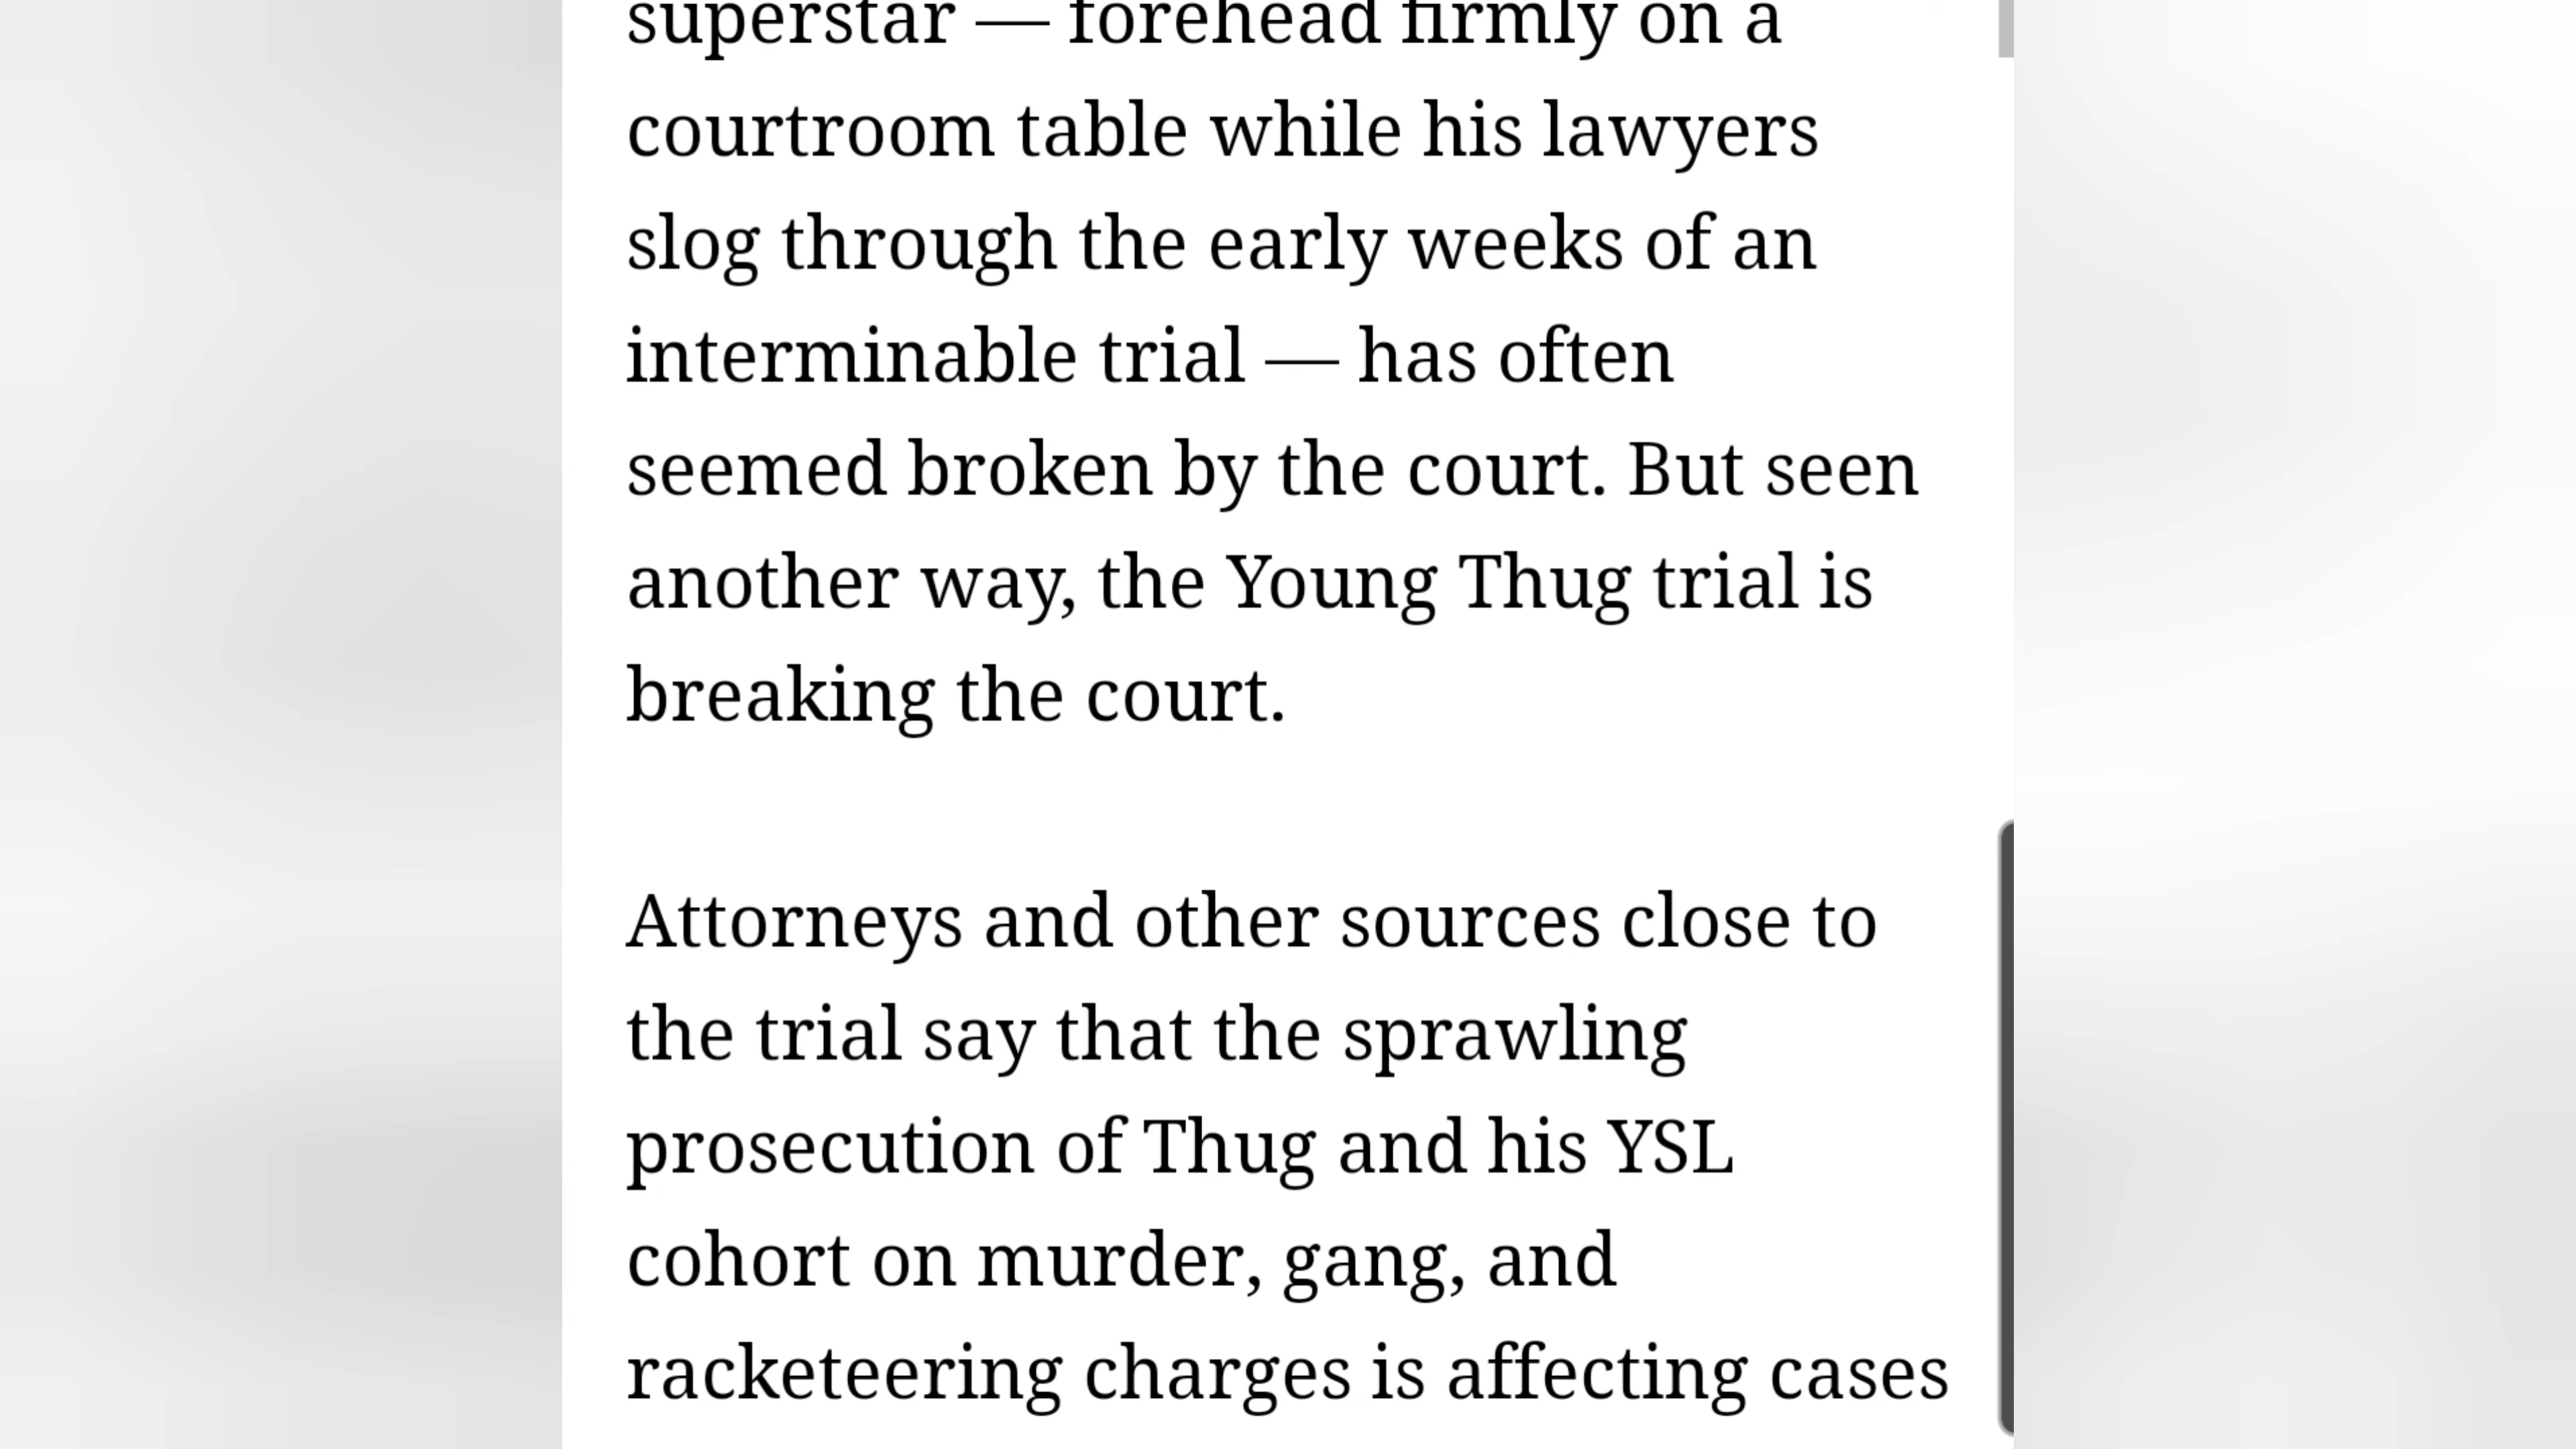 superstar — forehead firmly on a
courtroom table while his lawyers
slog through the early weeks of an
interminable trial — has often
seemed broken by the court. But seen
another way, the Young Thug trial is
breaking the court.
Attorneys and other sources close to
the trial say that the sprawling
prosecution of Thug and his YSL
cohort on murder, gang, and
racketeering charges is affecting cases